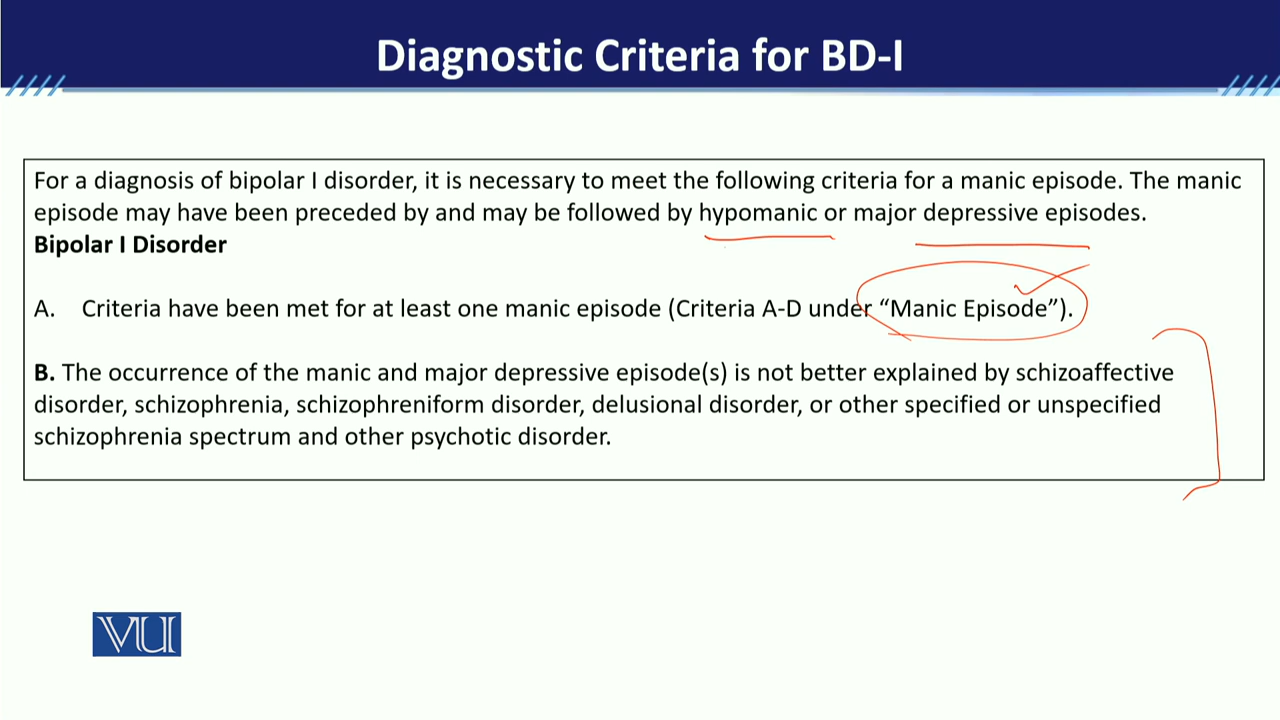 Diagnostic Criteria for BD-I
For a diagnosis of bipolar I disorder, it is necessary to meet the following criteria for a manic episode. The manic
episode may have been preceded by and may be followed by hypomanic or major depressive episodes.
Bipolar I Disorder
A. Criteria have been met for at least one manic episode (Criteria A-D under “Manic Episode”).
B. The occurrence of the manic and major depressive episode(s) is not better explained by schizoaffective
disorder, schizophrenia, schizophreniform disorder, delusional disorder, or other specified or unspecified
schizophrenia spectrum and other psychotic disorder.
VU